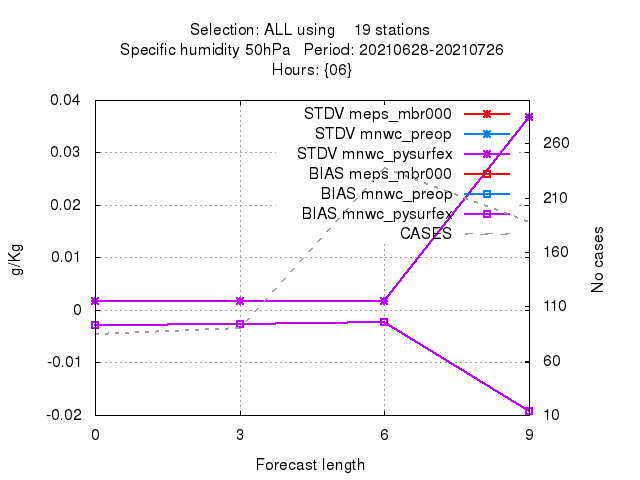 Selection: ALL using    19 stations
Specific humidity 50hPa   Period: 20210628-20210726
Hours: {06}
0.04
0.03
0.02
0.01
0
-0.01
-0.02
g/Kg
STDV meps_mbr000
STDV mnwc_preop
STDV mnwc_pysurfex
BIAS meps_mbr000
BIAS mnwc_preop
BIAS mnwc_pysurfex
CASES
260
210
160
110
60
10
No cases
0 3 6 9
Forecast length